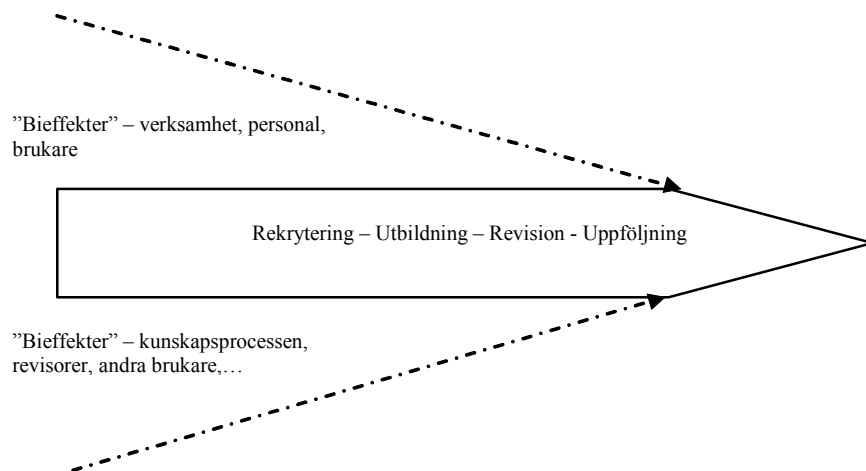 ”Bieffekter” – verksamhet, personal,
brukare
Rekrytering – Utbildning – Revision - Uppföljning
”Bieffekter” – kunskapsprocessen,
revisorer, andra brukare,…